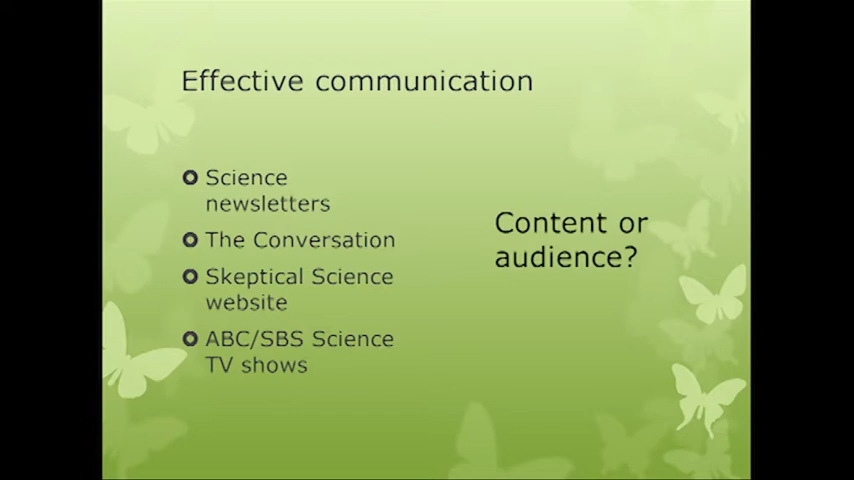 Effective communication
Science
newsletters
The Conversation
Skeptical Science
website
ABC/SBS Science
TV shows
Content or
audience?